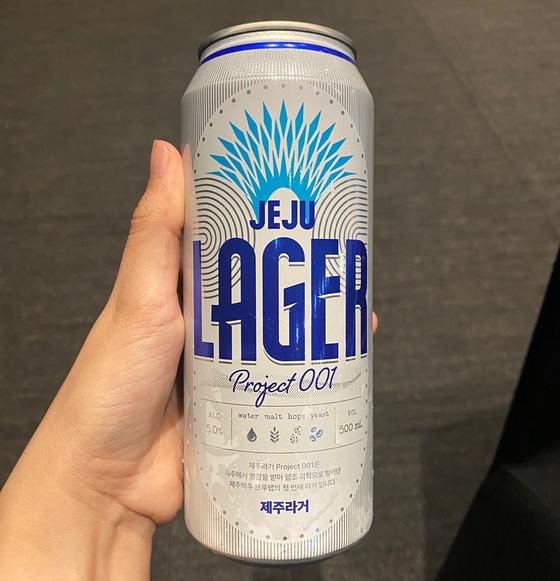 JEJU
LAGER
Project 001
ALC water malt hops yeast VOL
5.0% 500 mL
제주라거 Project 001은
제주에서 영감을 받아 양조 과학으로 빚어낸
제주맥주 브루랩의 첫 번째 라거 입니다.
제주라거